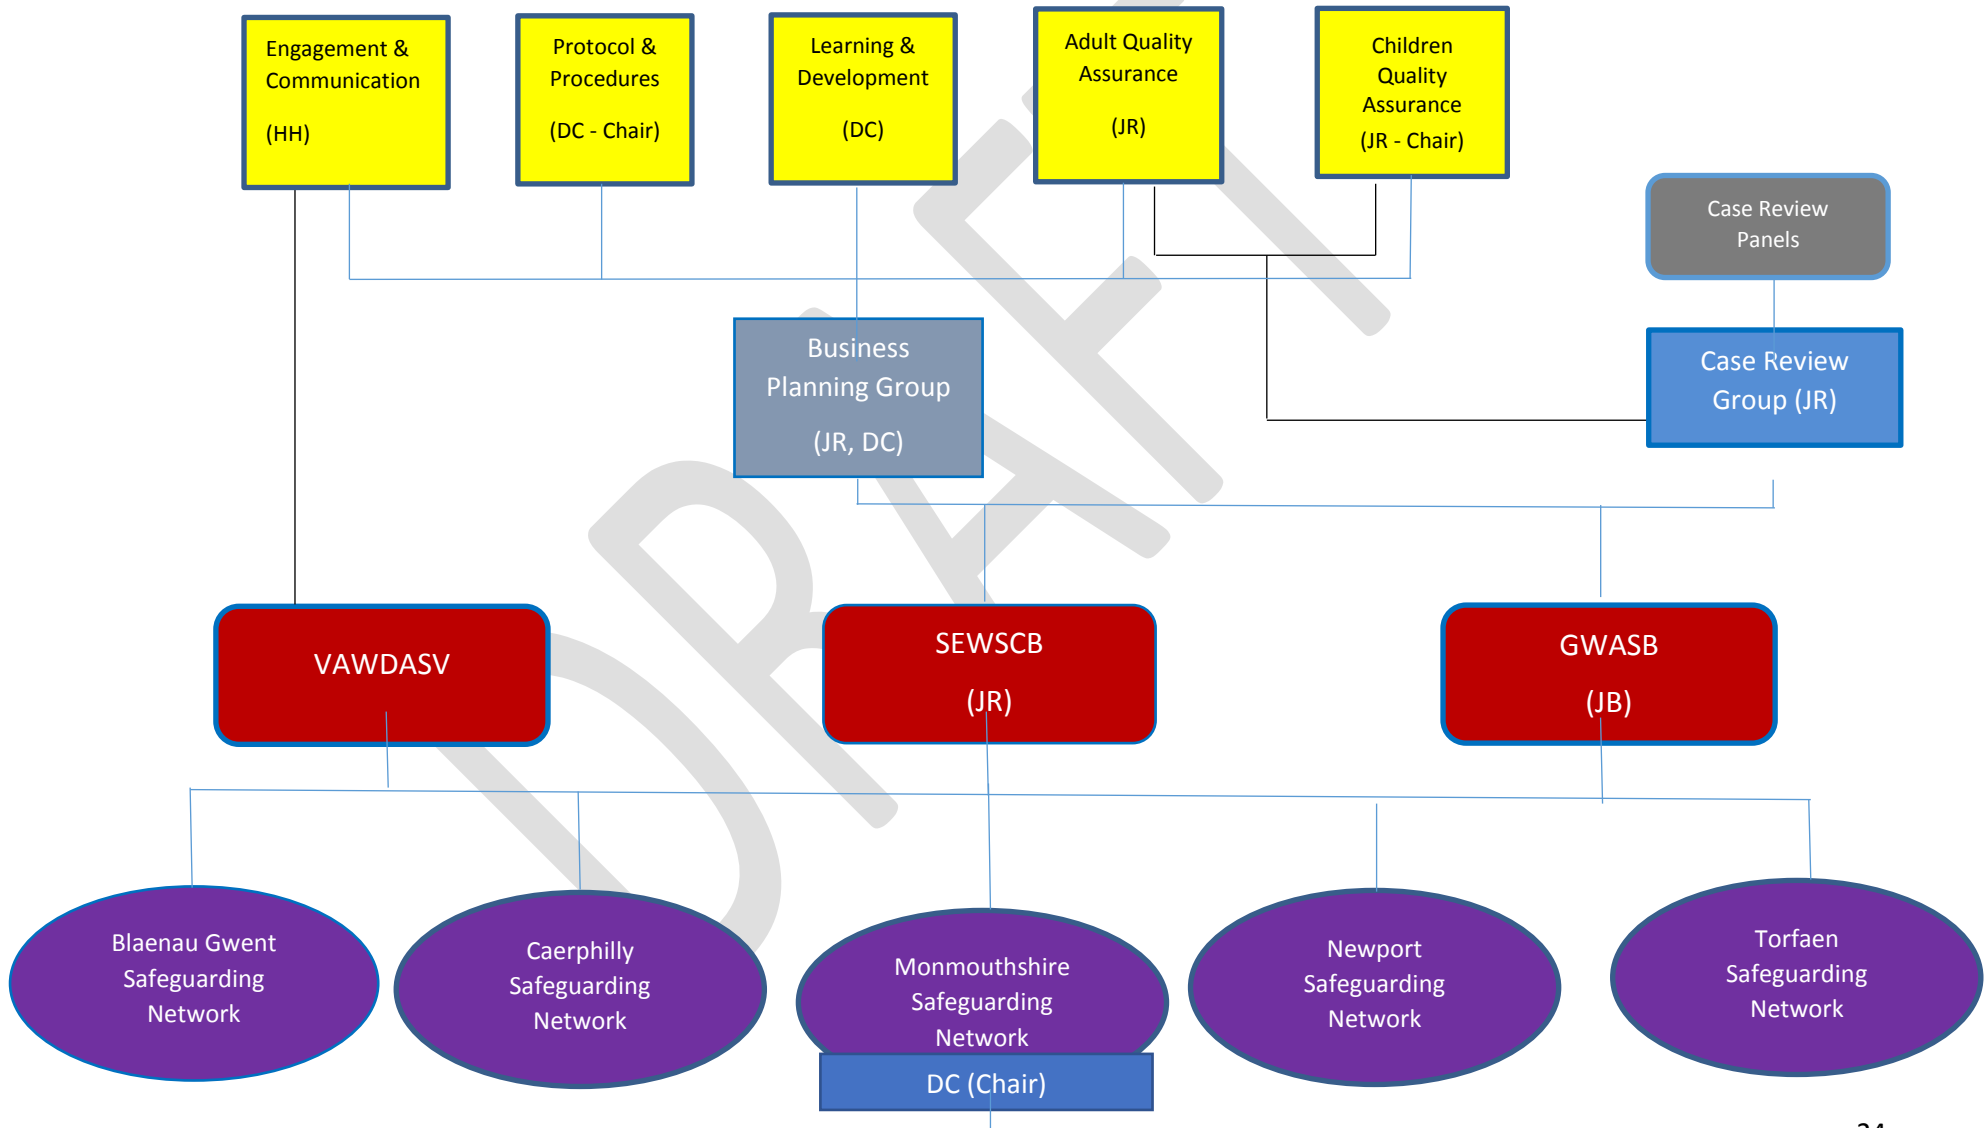 Engagement &
Communication
(HH)
Protocol &
Procedures
(DC - Chair)
Learning &
Development
(DC)
Adult Quality
Assurance
(JR)
Children
Quality
Assurance
(JR - Chair)
Case Review
Panels
Business
Planning Group
(JR, DC)
Case Review
Group (JR)
VAWDASV
SEWSCB
(JR)
GWASB
(JB)
Blaenau Gwent
Safeguarding
Network
Caerphilly
Safeguarding
Network
Monmouthshire
Safeguarding
Network
DC (Chair)
Newport
Safeguarding
Network
Torfaen
Safeguarding
Network
DRAFT